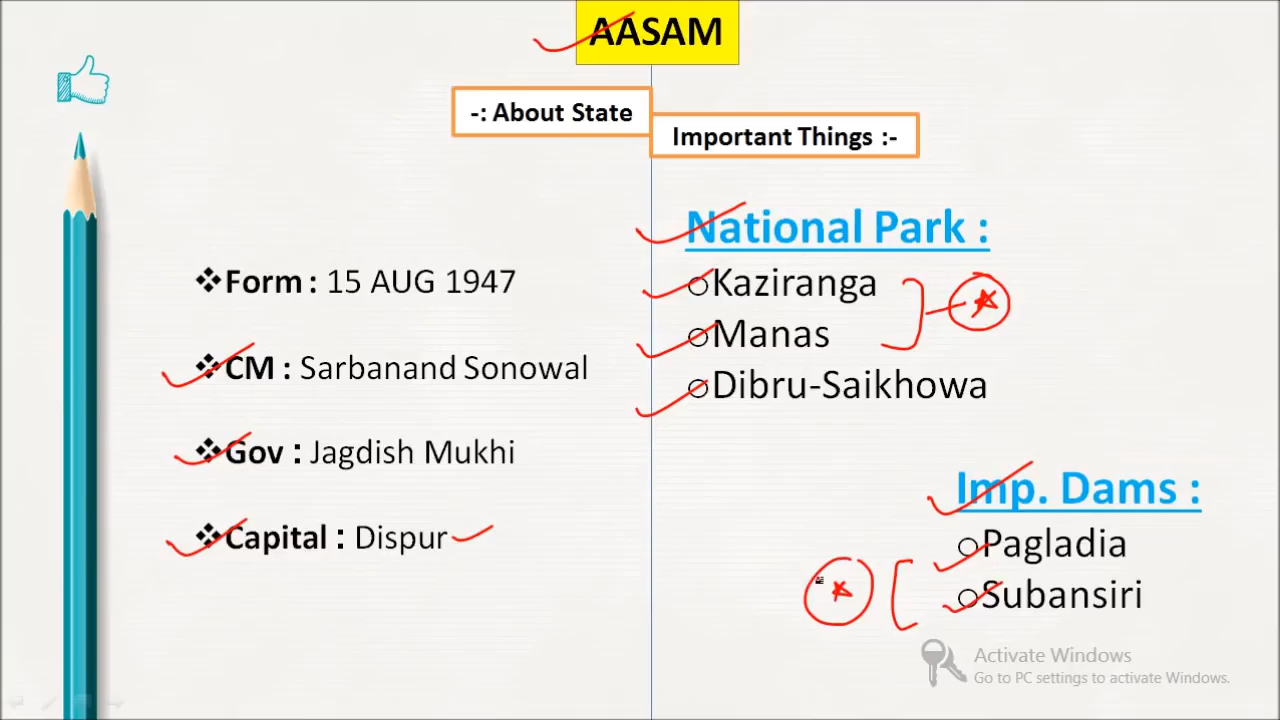 AASAM
-: About State
Important Things :-
Form : 15 AUG 1947
CM : Sarbanand Sonowal
Gov : Jagdish Mukhi
Capital : Dispur
National Park :
Kaziranga
Manas
Dibru-Saikhowa
Imp. Dams :
Pagladia
Subansiri
Activate Windows
Go to PC settings to activate Windows.